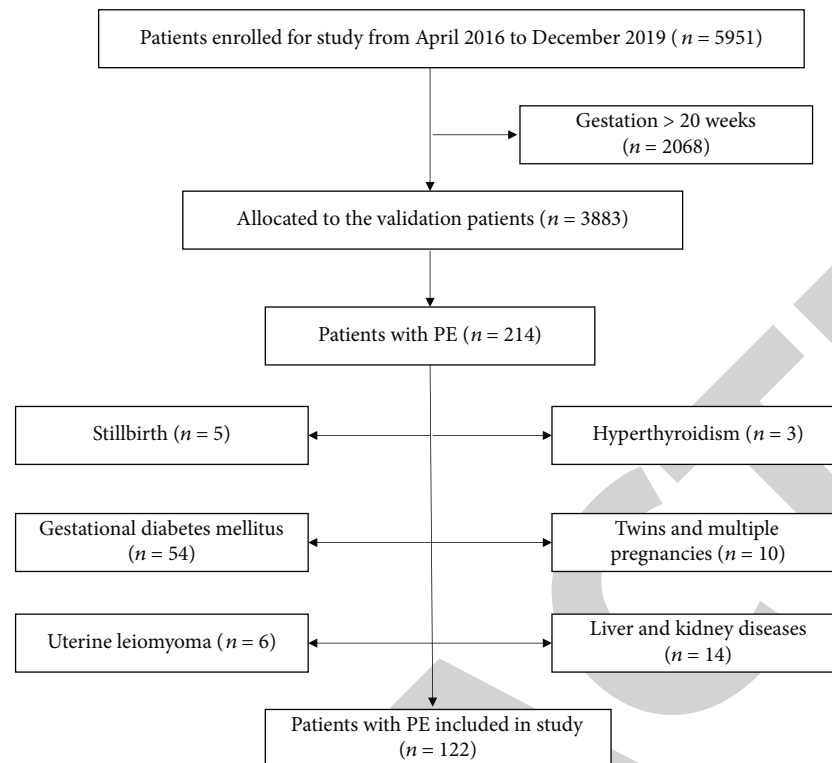 Patients enrolled for study from April 2016 to December 2019 ( n = 5951)
Gestation > 20 weeks
(n = 2068)
Allocated to the validation patients (n = 3883)
Patients with PE (n = 214)
Stillbirth (n = 5)
Hyperthyroidism (n = 3)
Gestational diabetes mellitus
(n = 54)
Twins and multiple
pregnancies (n = 10)
Uterine leiomyoma (n = 6)
Liver and kidney diseases
(n = 14)
Patients with PE included in study
(n = 122)